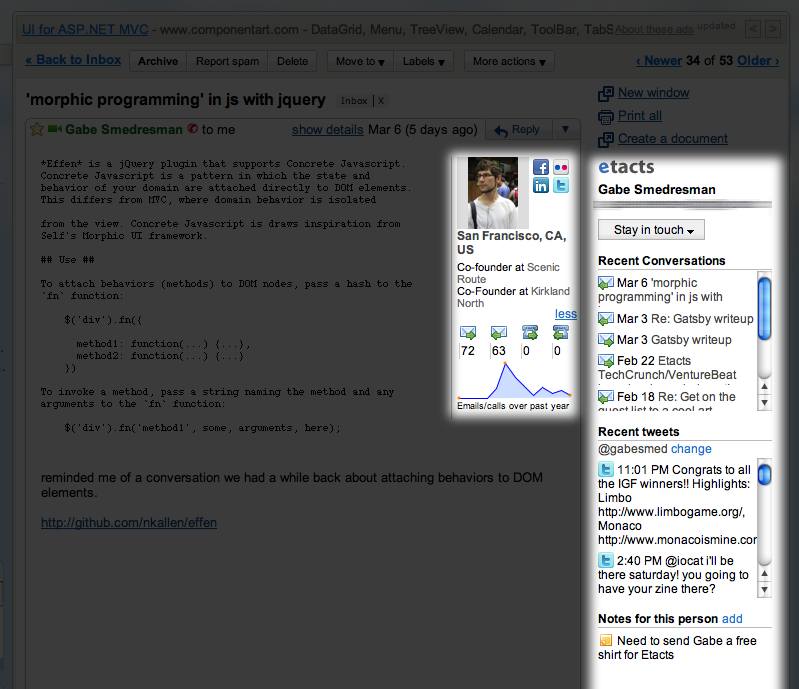 UI for ASP.NET MVC - www.componentart.com - DataGrid, Menu, TreeView, Calendar, ToolBar, TabS About these ads updated < >
« Back to Inbox Archive Report spam Delete Move to Labels More actions ‹ Newer 34 of 53 Older ›
'morphic programming' in js with jquery Inbox | X
Gabe Smedresman to me show details Mar 6 (5 days ago) Reply
*Effen* is a jQuery plugin that supports Concrete Javascript.
Concrete Javascript is a pattern in which the state and
behavior of your domain are attached directly to DOM elements.
This differs from MVC, where domain behavior is isolated
from the view. Concrete Javascript is draws inspiration from
Self's Morphic UI framework.
## Use ##
To attach behaviors (methods) to DOM nodes, pass a hash to the
`fn` function:
$('div').fn({
method1: function(...) {...},
method2: function(...) {...}
})
To invoke a method, pass a string naming the method and any
arguments to the `fn` function:
$('div').fn('method1', some, arguments, here);
reminded me of a conversation we had a while back about attaching behaviors to DOM
elements.
http://github.com/nkallen/effen
San Francisco, CA,
US
Co-founder at Scenic
Route
Co-Founder at Kirkland
North
less
72 63 0 0
Emails/calls over past year
New window
Print all
Create a document
etacts
Gabe Smedresman
Stay in touch
Recent Conversations
Mar 6 'morphic
programming' in js with
Mar 3 Re: Gatsby writeup
Mar 3 Gatsby writeup
Feb 22 Etacts
TechCrunch/VentureBeat
Feb 18 Re: Get on the
guest list to a cool art
Recent tweets
@gabesmed change
11:01 PM Congrats to all
the IGF winners!! Highlights:
Limbo
http://www.limbogame.org/,
Monaco
http://www.monacoismine.cor
2:40 PM @iocat i'll be
there saturday! you going to
have your zine there?
Notes for this person add
Need to send Gabe a free
shirt for Etacts